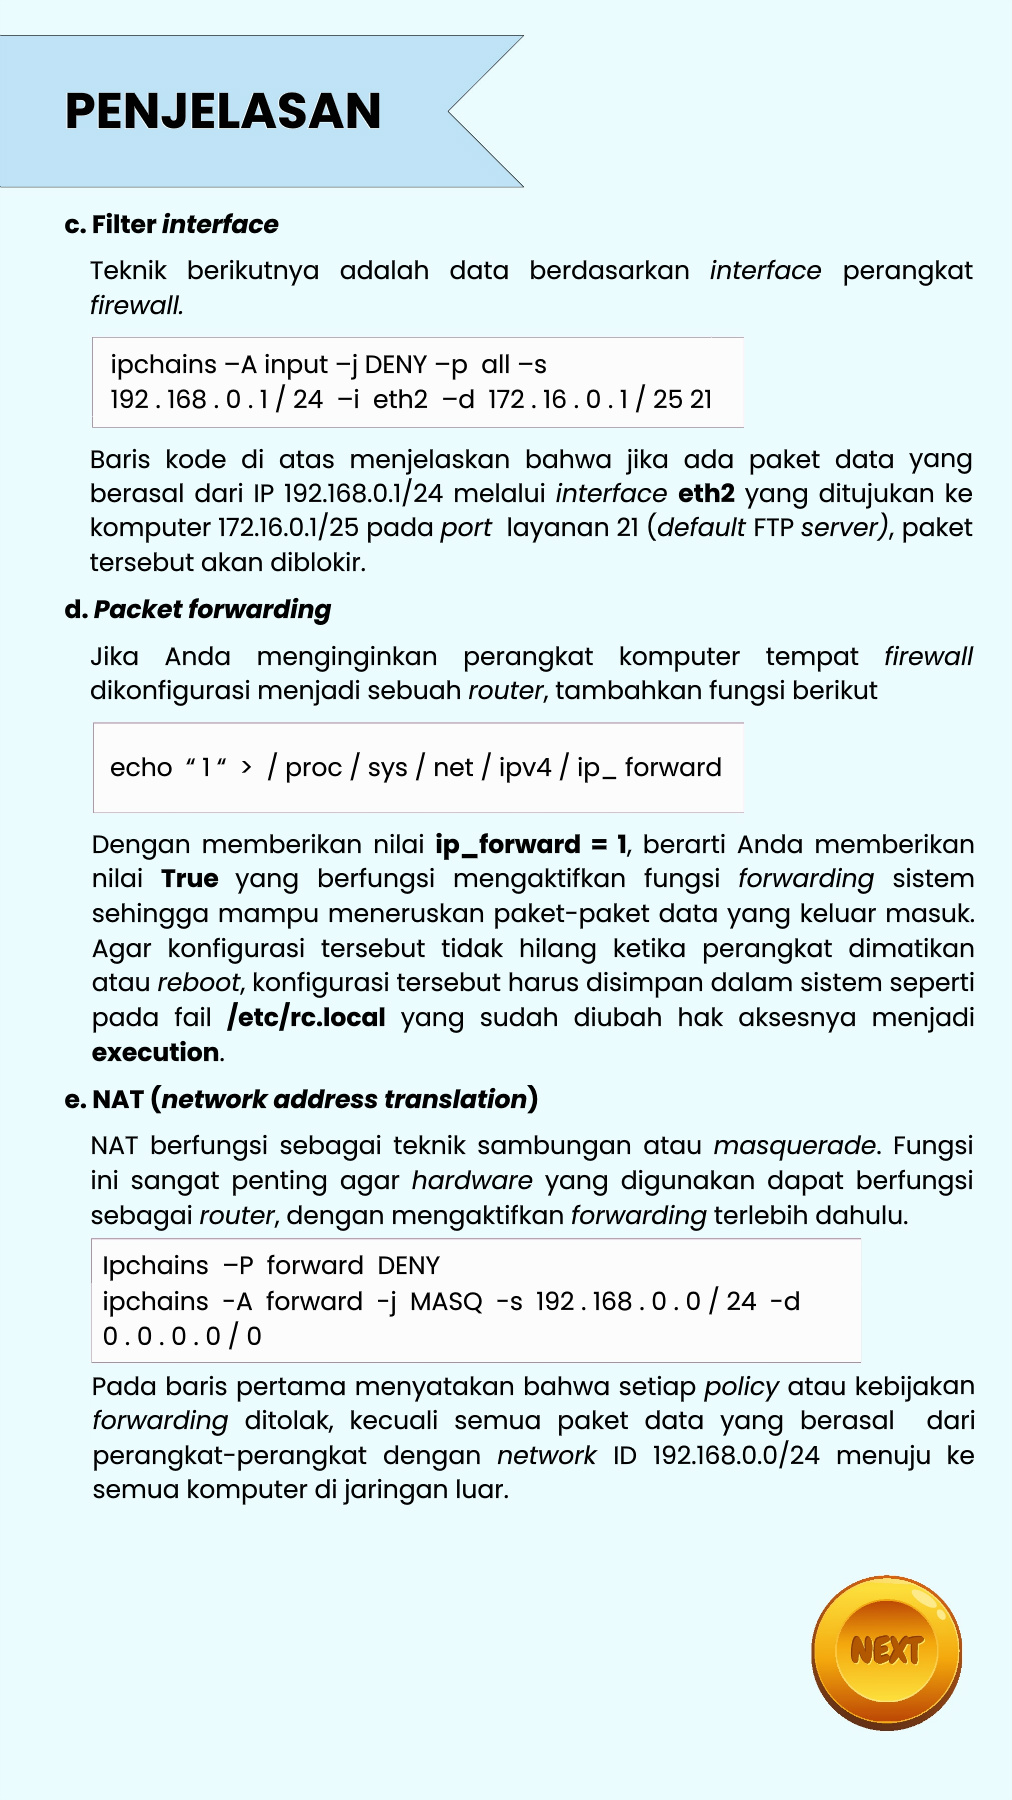 PENJELASAN
c. Filter interface
Teknik berikutnya adalah data berdasarkan interface perangkat
firewall.
ipchains –A input –j DENY –p all –s
192 . 168 . 0 . 1 / 24 –i eth2 –d 172 . 16 . 0 . 1 / 25 21
Baris kode di atas menjelaskan bahwa jika ada paket data yang
berasal dari IP 192.168.0.1/24 melalui interface eth2 yang ditujukan ke
komputer 172.16.0.1/25 pada port layanan 21 (default FTP server), paket
tersebut akan diblokir.
d. Packet forwarding
Jika Anda menginginkan perangkat komputer tempat firewall
dikonfigurasi menjadi sebuah router, tambahkan fungsi berikut
echo “ 1 “ > / proc / sys / net / ipv4 / ip_ forward
Dengan memberikan nilai ip_forward = 1, berarti Anda memberikan
nilai True yang berfungsi mengaktifkan fungsi forwarding sistem
sehingga mampu meneruskan paket-paket data yang keluar masuk.
Agar konfigurasi tersebut tidak hilang ketika perangkat dimatikan
atau reboot, konfigurasi tersebut harus disimpan dalam sistem seperti
pada fail /etc/rc.local yang sudah diubah hak aksesnya menjadi
execution.
e. NAT (network address translation)
NAT berfungsi sebagai teknik sambungan atau masquerade. Fungsi
ini sangat penting agar hardware yang digunakan dapat berfungsi
sebagai router, dengan mengaktifkan forwarding terlebih dahulu.
Ipchains –P forward DENY
ipchains -A forward -j MASQ -s 192 . 168 . 0 . 0 / 24 -d
0 . 0 . 0 . 0 / 0
Pada baris pertama menyatakan bahwa setiap policy atau kebijakan
forwarding ditolak, kecuali semua paket data yang berasal dari
perangkat-perangkat dengan network ID 192.168.0.0/24 menuju ke
semua komputer di jaringan luar.
NEXT